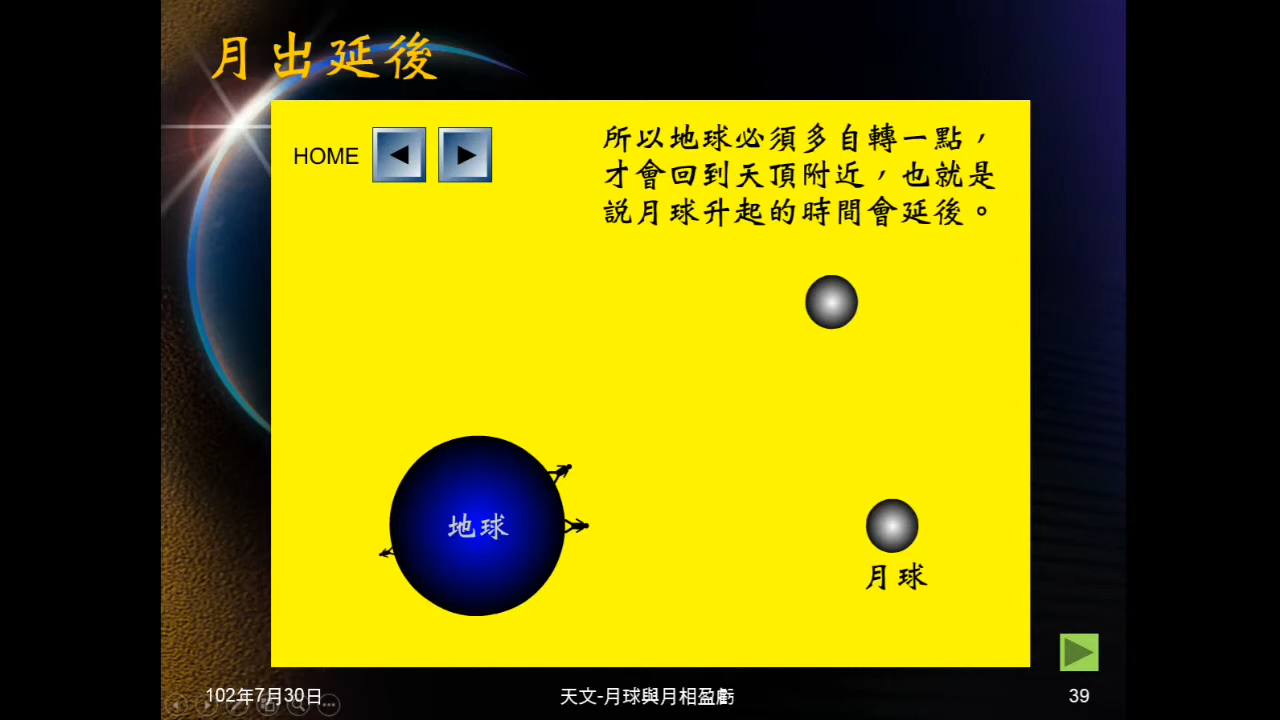 月出延後
HOME
所以地球必須多自轉一點，
才會回到天頂附近，也就是
說月球升起的時間會延後。
地球
月球
102年7月30日
天文-月球與月相盈虧
39